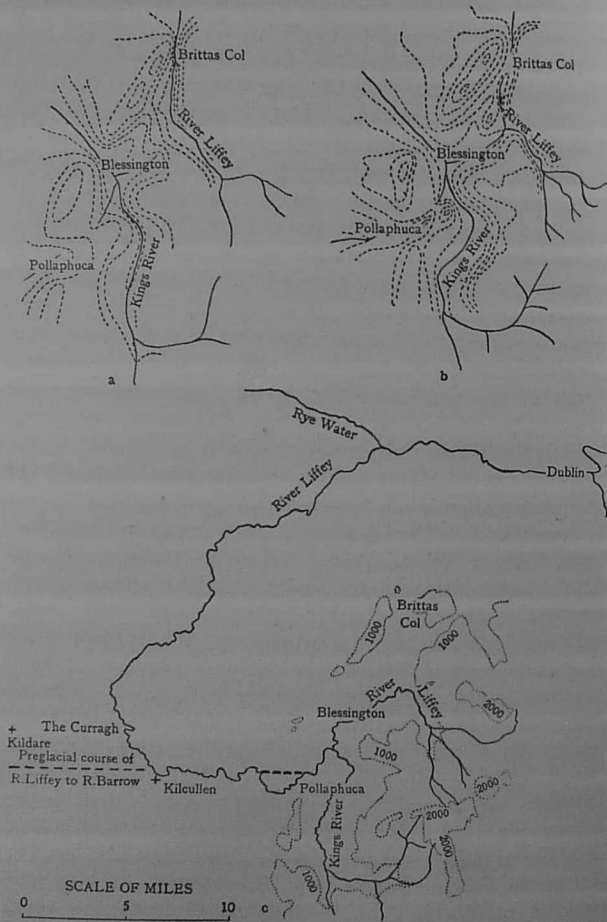 Brittas Col
River Liffey
Blessington
Pollaphuca
Kings River
a
Brittas Col
River Liffey
Blessington
Pollaphuca
Kings River
b
Rye Water
River Liffey
Dublin
Brittas
Col
1000
1000
River Liffey
2000
Blessington
1000
+ The Curragh
Kildare
Preglacial course of
R.Liffey to R.Barrow
+ Kilcullen
Pollaphuca
2000
2000
2000
Kings River
1000
SCALE OF MILES
0 5 10
c